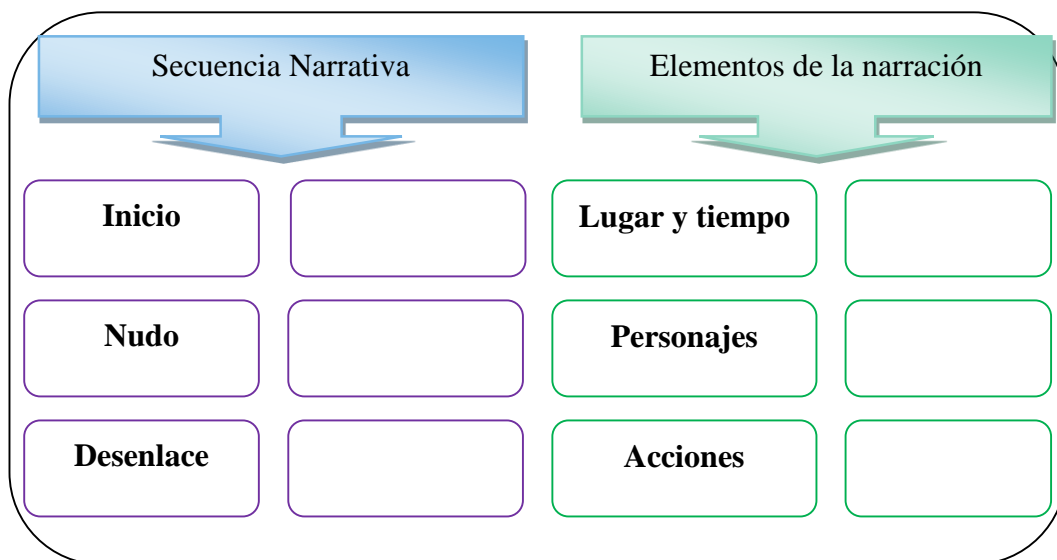 Secuencia Narrativa
Elementos de la narración
Inicio
Lugar y tiempo
Nudo
Personajes
Desenlace
Acciones